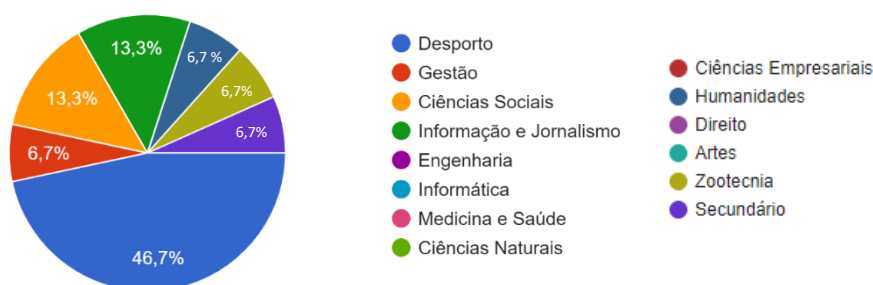 13,3%
6,7 %
13,3%
6,7%
6,7%
6,7%
46,7%
Desporto
Gestão
Ciências Sociais
Informação e Jornalismo
Engenharia
Informática
Medicina e Saúde
Ciências Naturais
Ciências Empresariais
Humanidades
Direito
Artes
Zootecnia
Secundário